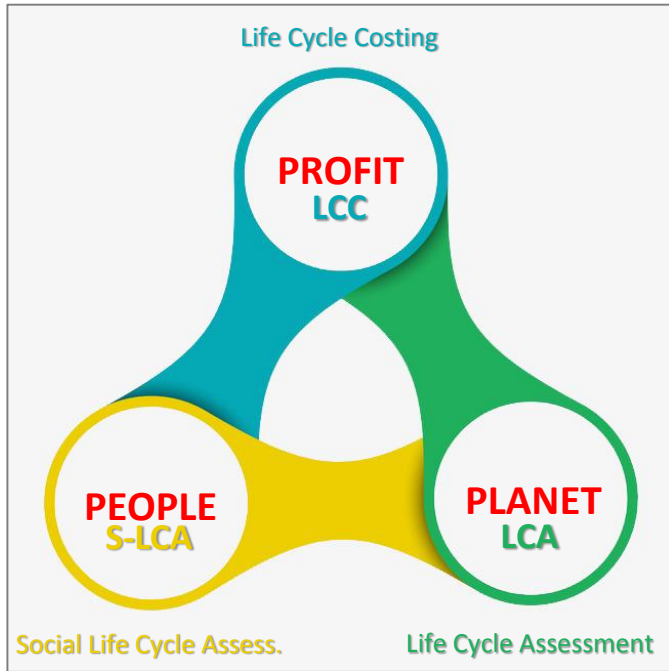 Life Cycle Costing
PROFIT
LCC
PEOPLE
S-LCA
PLANET
LCA
Social Life Cycle Assess.
Life Cycle Assessment